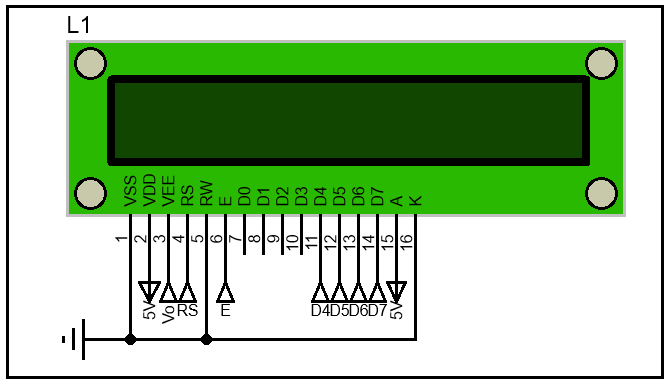 L1
VSS VDD VEE RS RW E D0 D1 D2 D3 D4 D5 D6 D7 A K
1 2 3 4 5 6 7 8 9 10 11 12 13 14 15 16
5V Vo RS E D4 D5 D6 D7 5V